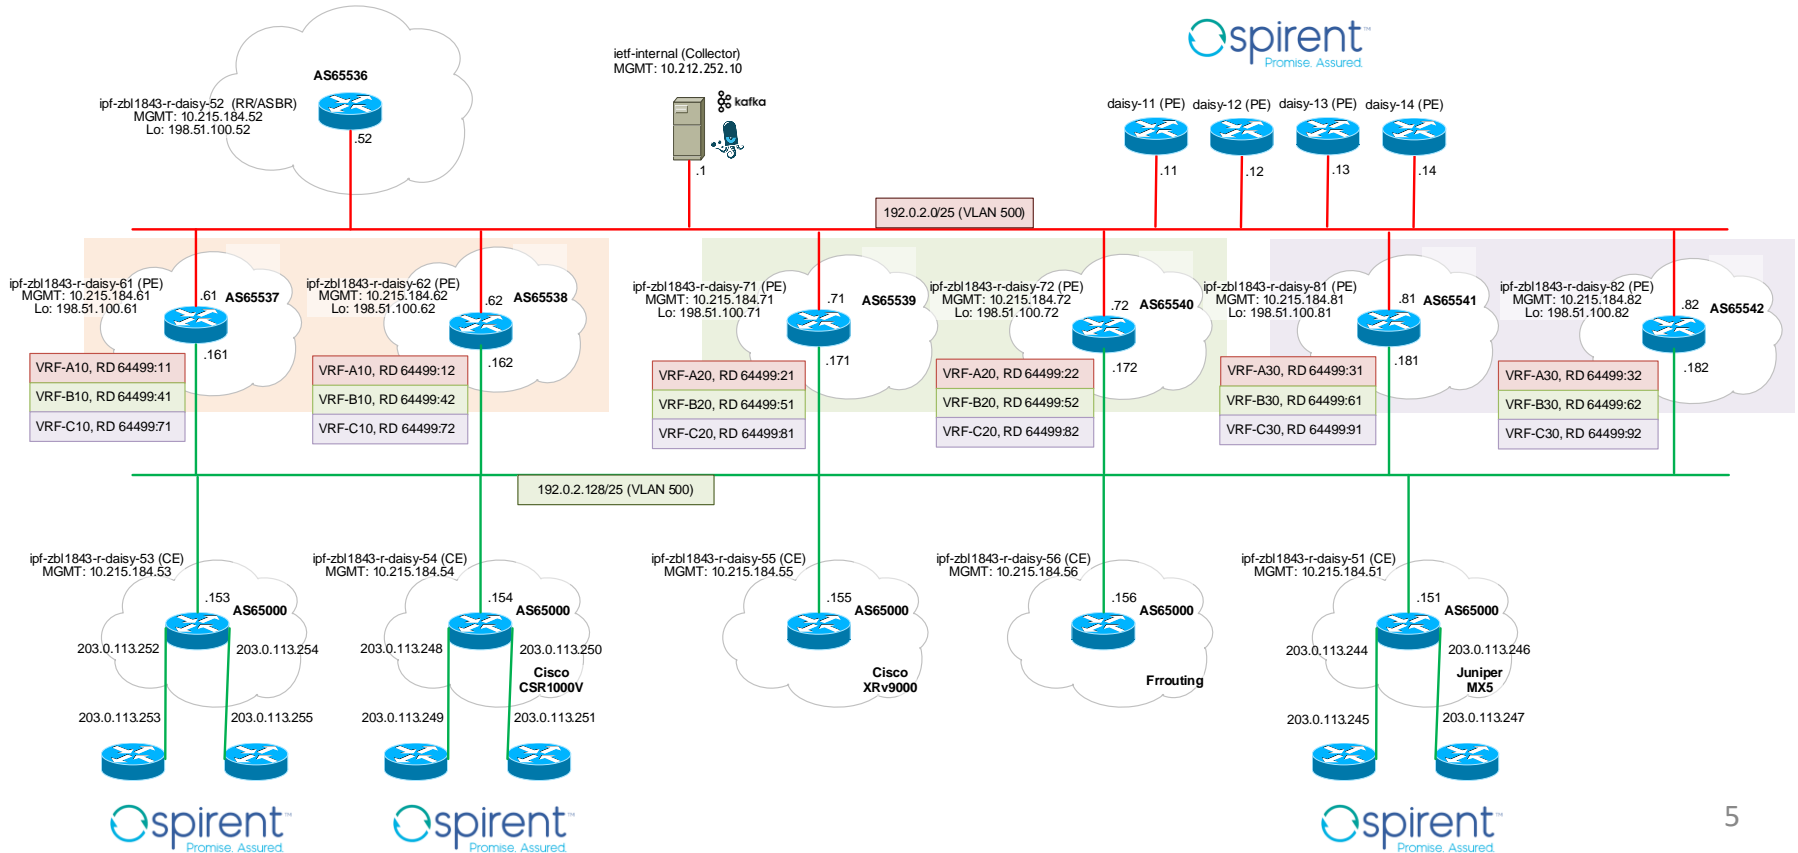 spirent™
Promise. Assured.
ietf-internal (Collector)
MGMT: 10.212.252.10
kafka
.1
AS65536
ipf-zbl1843-r-daisy-52 (RR/ASBR)
MGMT: 10.215.184.52
Lo: 198.51.100.52
.52
daisy-11 (PE)
daisy-12 (PE)
daisy-13 (PE)
daisy-14 (PE)
.11
.12
.13
.14
192.0.2.0/25 (VLAN 500)
ipf-zbl1843-r-daisy-61 (PE)
MGMT: 10.215.184.61
Lo: 198.51.100.61
.61
AS65537
.161
VRF-A10, RD 64499:11
VRF-B10, RD 64499:41
VRF-C10, RD 64499:71
ipf-zbl1843-r-daisy-62 (PE)
MGMT: 10.215.184.62
Lo: 198.51.100.62
.62
AS65538
.162
VRF-A10, RD 64499:12
VRF-B10, RD 64499:42
VRF-C10, RD 64499:72
ipf-zbl1843-r-daisy-71 (PE)
MGMT: 10.215.184.71
Lo: 198.51.100.71
.71
AS65539
.171
VRF-A20, RD 64499:21
VRF-B20, RD 64499:51
VRF-C20, RD 64499:81
ipf-zbl1843-r-daisy-72 (PE)
MGMT: 10.215.184.72
Lo: 198.51.100.72
.72
AS65540
.172
VRF-A20, RD 64499:22
VRF-B20, RD 64499:52
VRF-C20, RD 64499:82
ipf-zbl1843-r-daisy-81 (PE)
MGMT: 10.215.184.81
Lo: 198.51.100.81
.81
AS65541
.181
VRF-A30, RD 64499:31
VRF-B30, RD 64499:61
VRF-C30, RD 64499:91
ipf-zbl1843-r-daisy-82 (PE)
MGMT: 10.215.184.82
Lo: 198.51.100.82
.82
AS65542
.182
VRF-A30, RD 64499:32
VRF-B30, RD 64499:62
VRF-C30, RD 64499:92
192.0.2.128/25 (VLAN 500)
ipf-zbl1843-r-daisy-53 (CE)
MGMT: 10.215.184.53
.153
AS65000
203.0.113.252
203.0.113.254
203.0.113.253
203.0.113.255
ipf-zbl1843-r-daisy-54 (CE)
MGMT: 10.215.184.54
.154
AS65000
203.0.113.248
203.0.113.250
Cisco
CSR1000V
203.0.113.249
203.0.113.251
ipf-zbl1843-r-daisy-55 (CE)
MGMT: 10.215.184.55
.155
AS65000
Cisco
XRv9000
ipf-zbl1843-r-daisy-56 (CE)
MGMT: 10.215.184.56
.156
AS65000
Frrouting
ipf-zbl1843-r-daisy-51 (CE)
MGMT: 10.215.184.51
.151
AS65000
203.0.113.244
203.0.113.246
Juniper
MX5
203.0.113.245
203.0.113.247
spirent™
Promise. Assured.
spirent™
Promise. Assured.
spirent™
Promise. Assured.
5